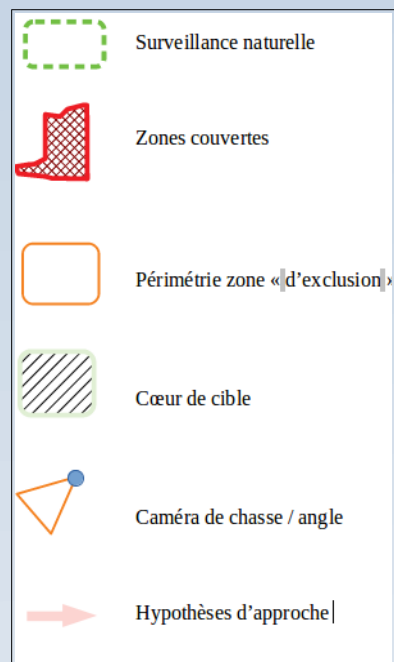 Surveillance naturelle
Zones couvertes
Périmétrie zone « d’exclusion »
Cœur de cible
Caméra de chasse / angle
Hypothèses d’approche